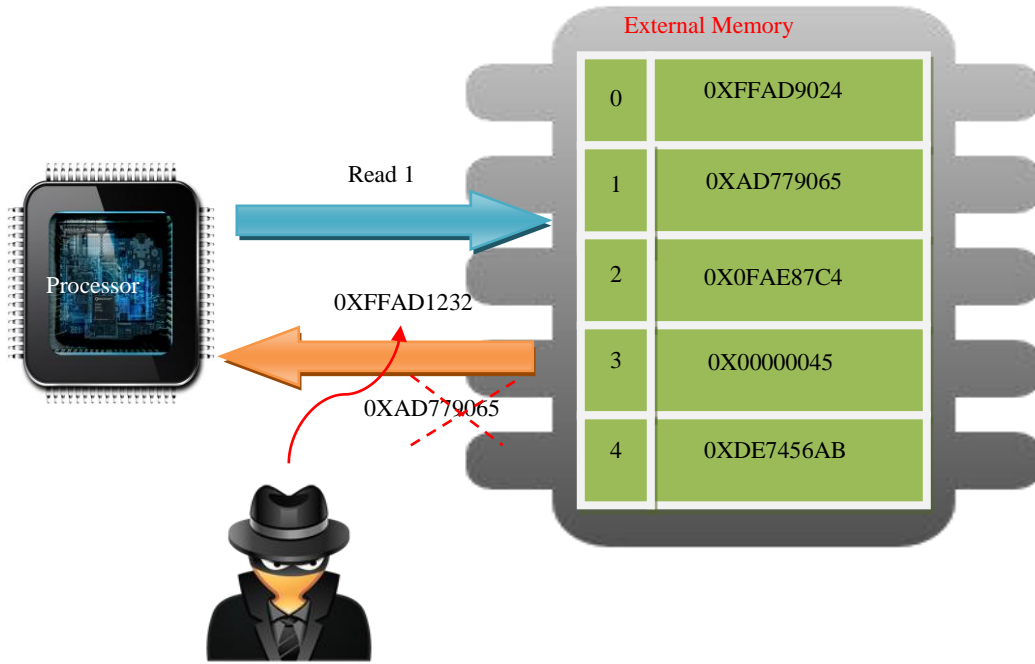 External Memory
0 0XFFAD9024
Read 1
1 0XAD779065
Processor
2 0X0FAE87C4
0XFFAD1232
3 0X00000045
0XAD779065
4 0XDE7456AB